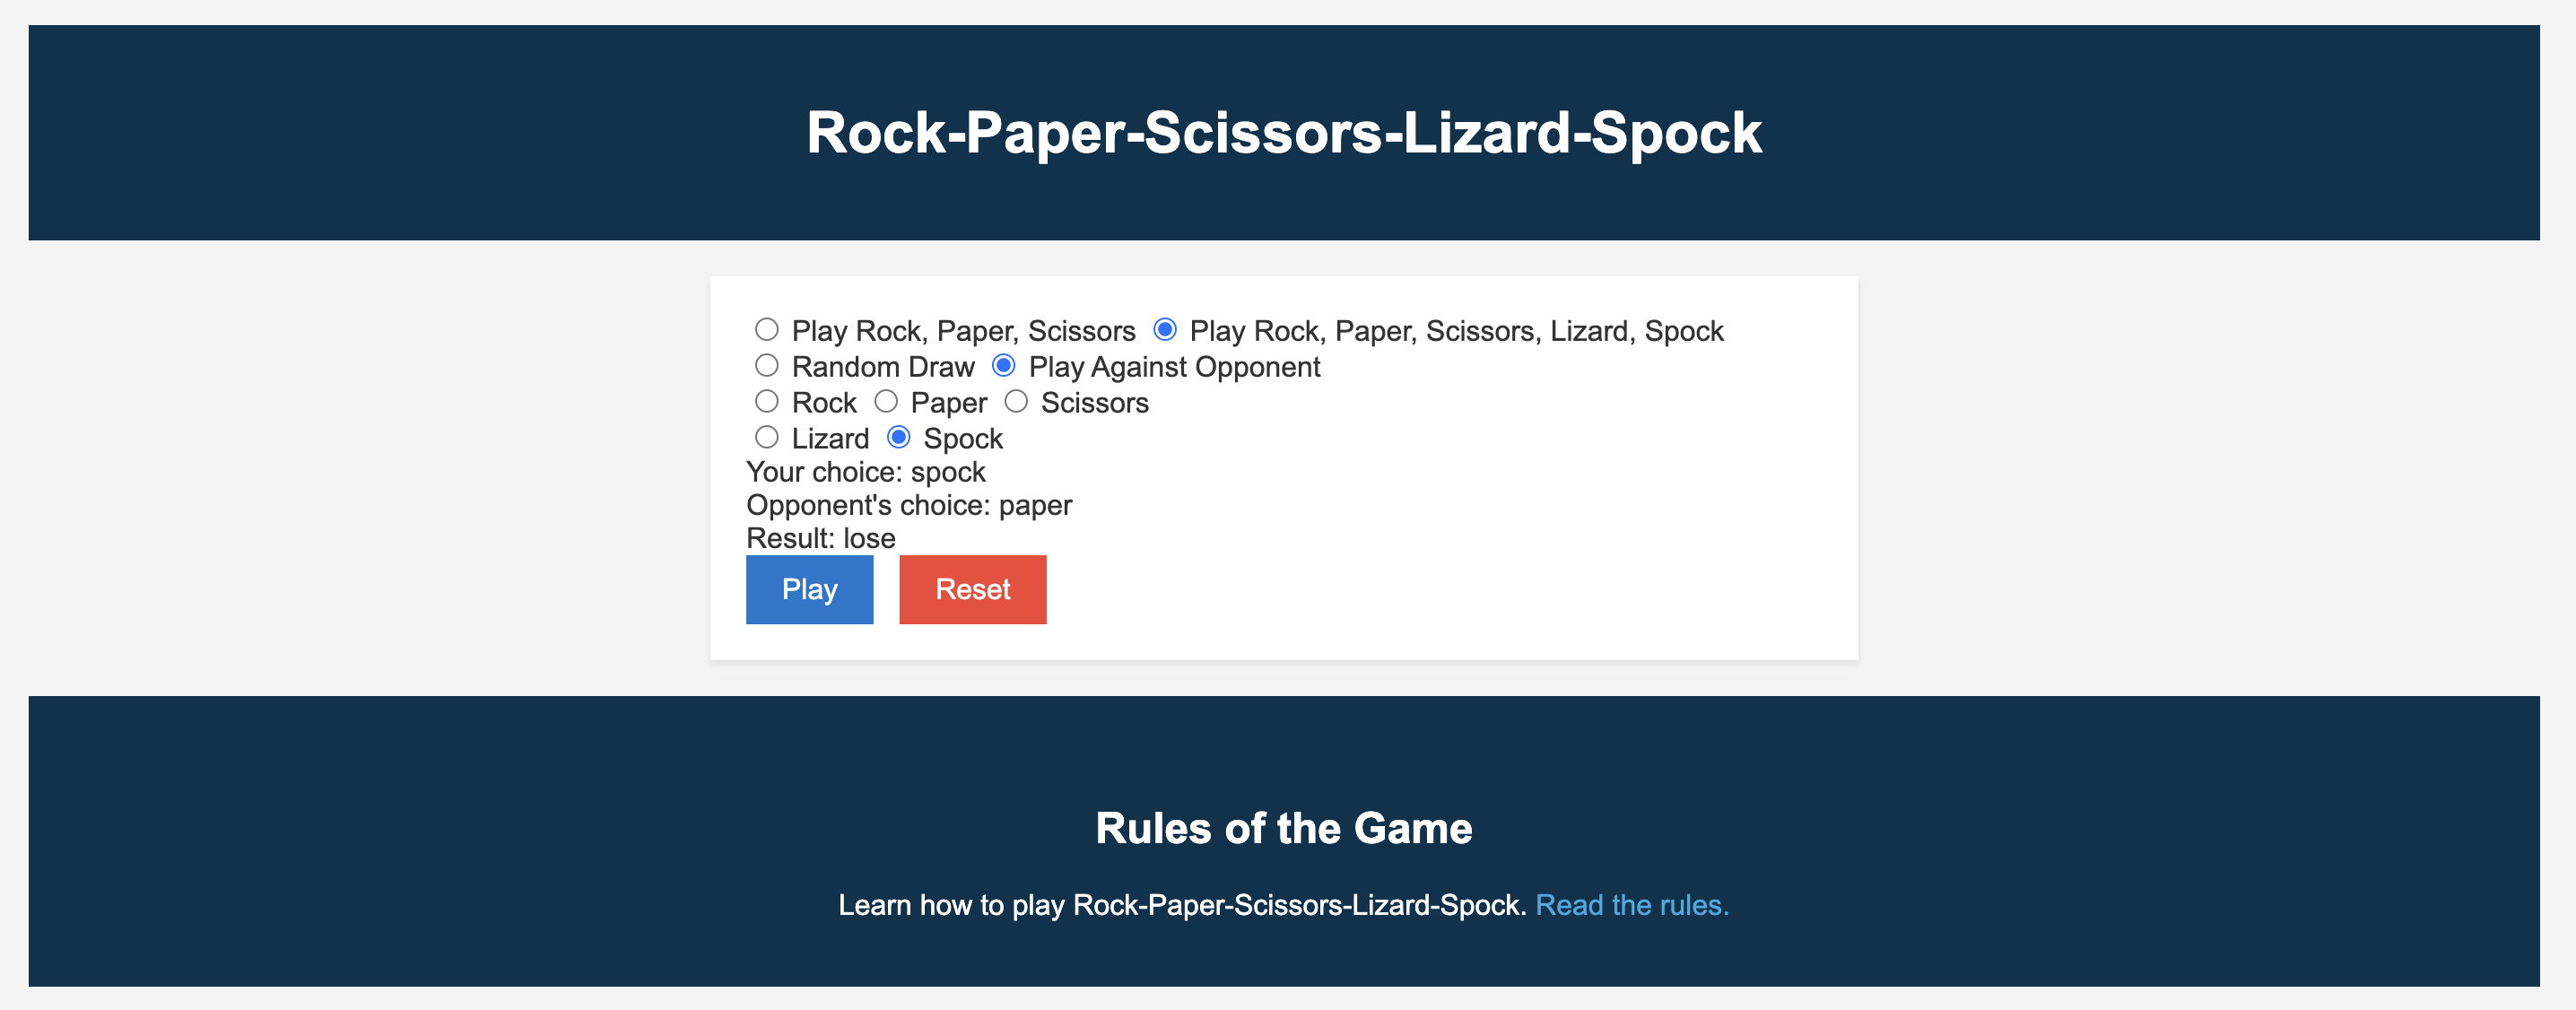 Rock-Paper-Scissors-Lizard-Spock
Play Rock, Paper, Scissors Play Rock, Paper, Scissors, Lizard, Spock
Random Draw Play Against Opponent
Rock Paper Scissors
Lizard Spock
Your choice: spock
Opponent's choice: paper
Result: lose
Play Reset
Rules of the Game
Learn how to play Rock-Paper-Scissors-Lizard-Spock. Read the rules.